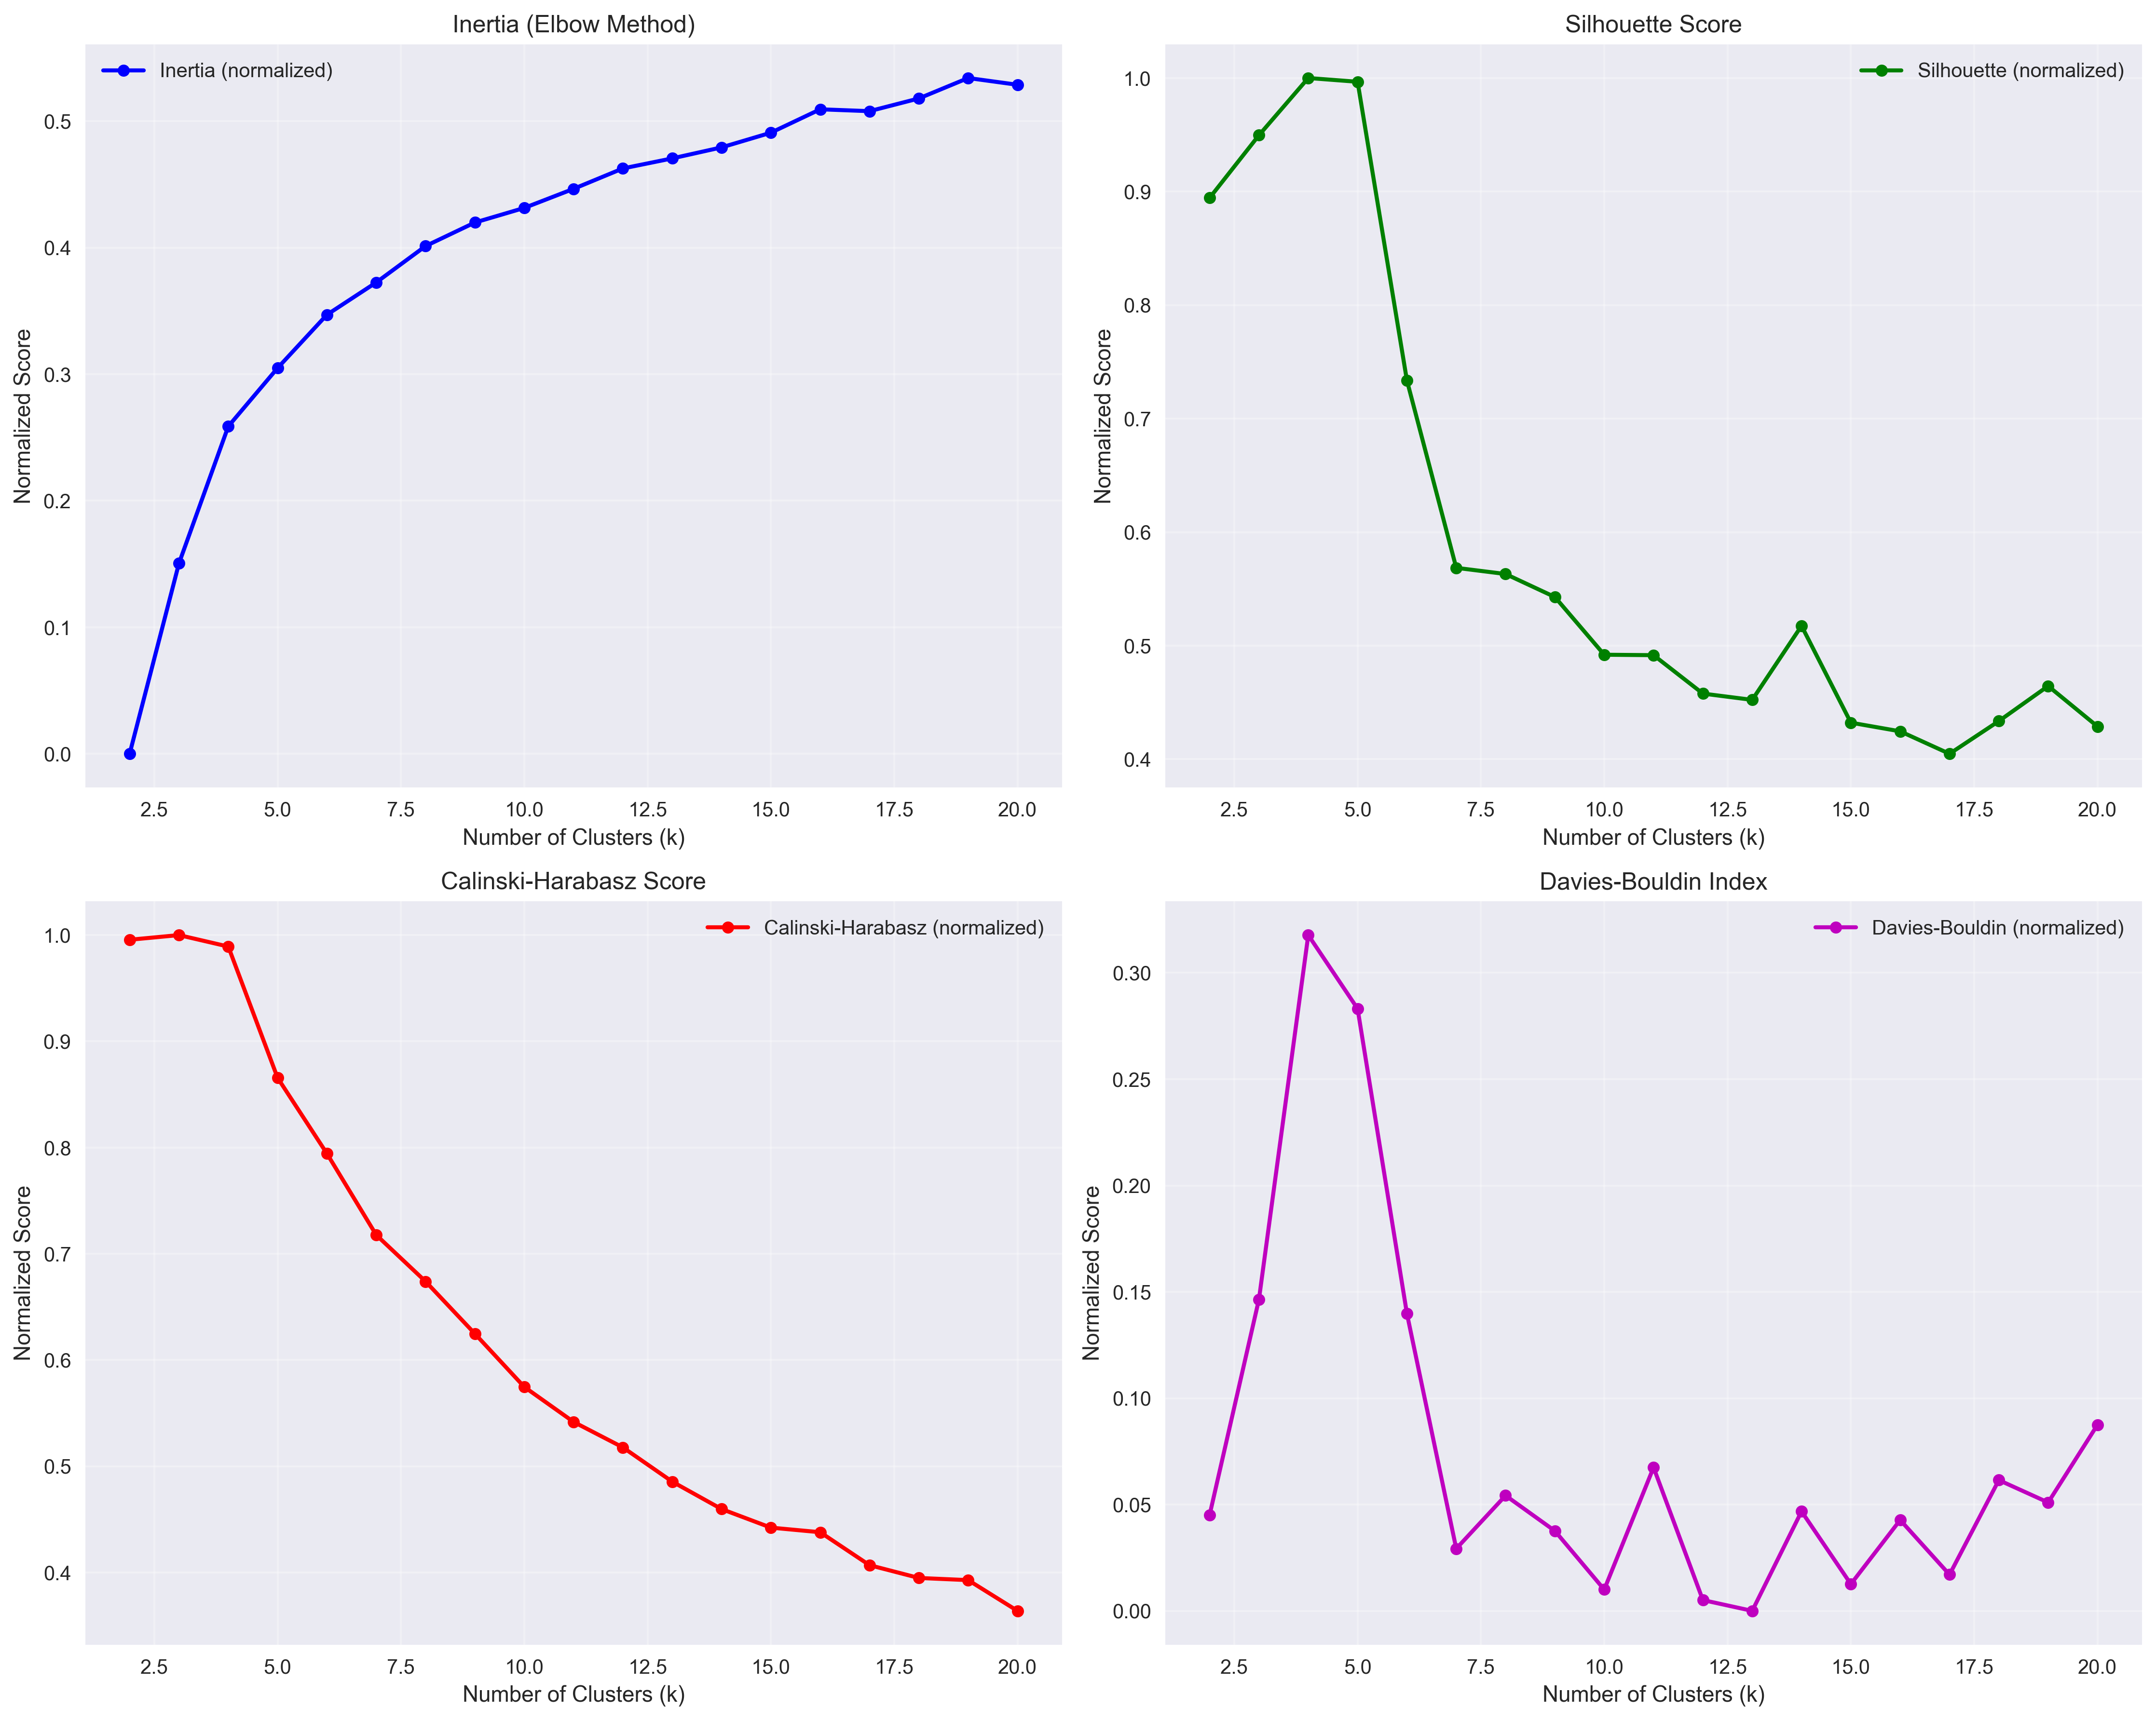 Inertia (Elbow Method)
Inertia (normalized)
Normalized Score
0.5
0.4
0.3
0.2
0.1
0.0
2.5 5.0 7.5 10.0 12.5 15.0 17.5 20.0
Number of Clusters (k)
Silhouette Score
Silhouette (normalized)
Normalized Score
1.0
0.9
0.8
0.7
0.6
0.5
0.4
2.5 5.0 7.5 10.0 12.5 15.0 17.5 20.0
Number of Clusters (k)
Calinski-Harabasz Score
Calinski-Harabasz (normalized)
Normalized Score
1.0
0.9
0.8
0.7
0.6
0.5
0.4
2.5 5.0 7.5 10.0 12.5 15.0 17.5 20.0
Number of Clusters (k)
Davies-Bouldin Index
Davies-Bouldin (normalized)
Normalized Score
0.30
0.25
0.20
0.15
0.10
0.05
0.00
2.5 5.0 7.5 10.0 12.5 15.0 17.5 20.0
Number of Clusters (k)